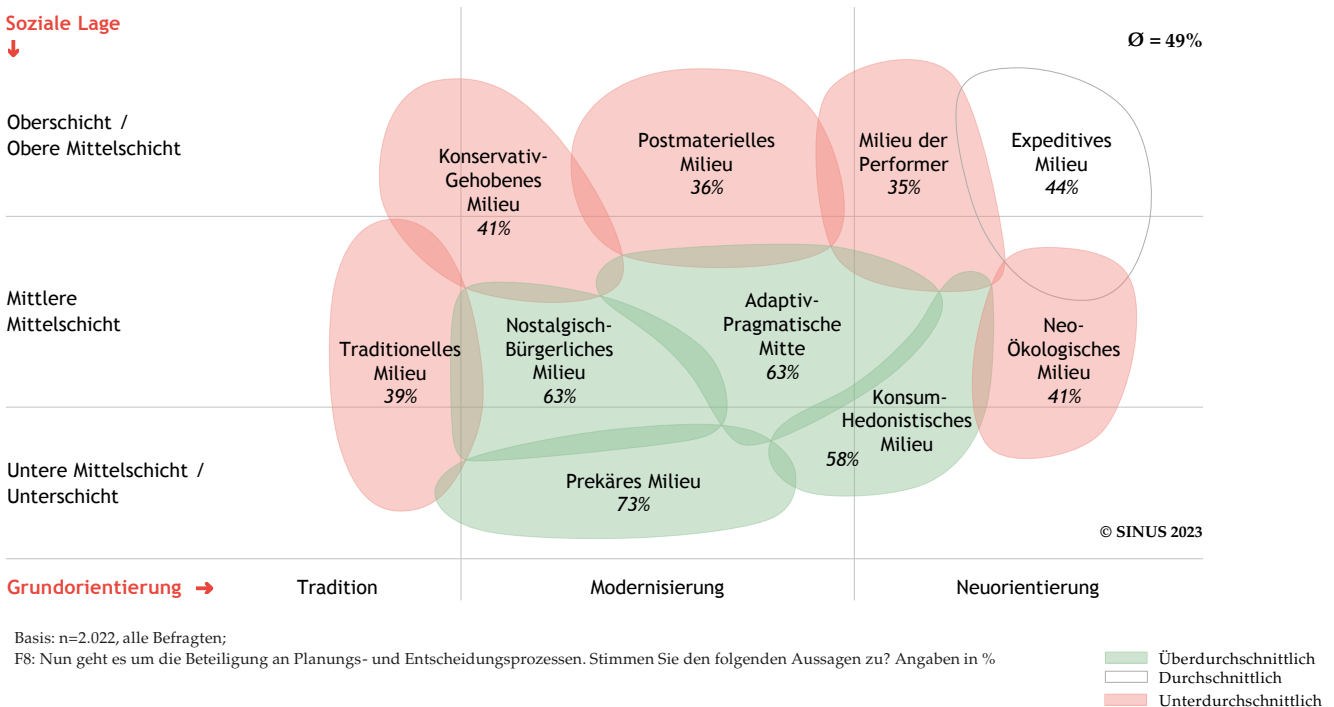 Soziale Lage
↓
Ø = 49%
Oberschicht /
Obere Mittelschicht
Konservativ-
Gehobenes
Milieu
41%
Postmaterielles
Milieu
36%
Milieu der
Performer
35%
Expeditives
Milieu
44%
Mittlere
Mittelschicht
Traditionelles
Milieu
39%
Nostalgisch-
Bürgerliches
Milieu
63%
Adaptiv-
Pragmatische
Mitte
63%
Konsum-
Hedonistisches
Milieu
58%
Neo-
Ökologisches
Milieu
41%
Untere Mittelschicht /
Unterschicht
Prekäres Milieu
73%
© SINUS 2023
Grundorientierung →
Tradition
Modernisierung
Neuorientierung
Basis: n=2.022, alle Befragten;
F8: Nun geht es um die Beteiligung an Planungs- und Entscheidungsprozessen. Stimmen Sie den folgenden Aussagen zu? Angaben in %
Überdurchschnittlich
Durchschnittlich
Unterdurchschnittlich